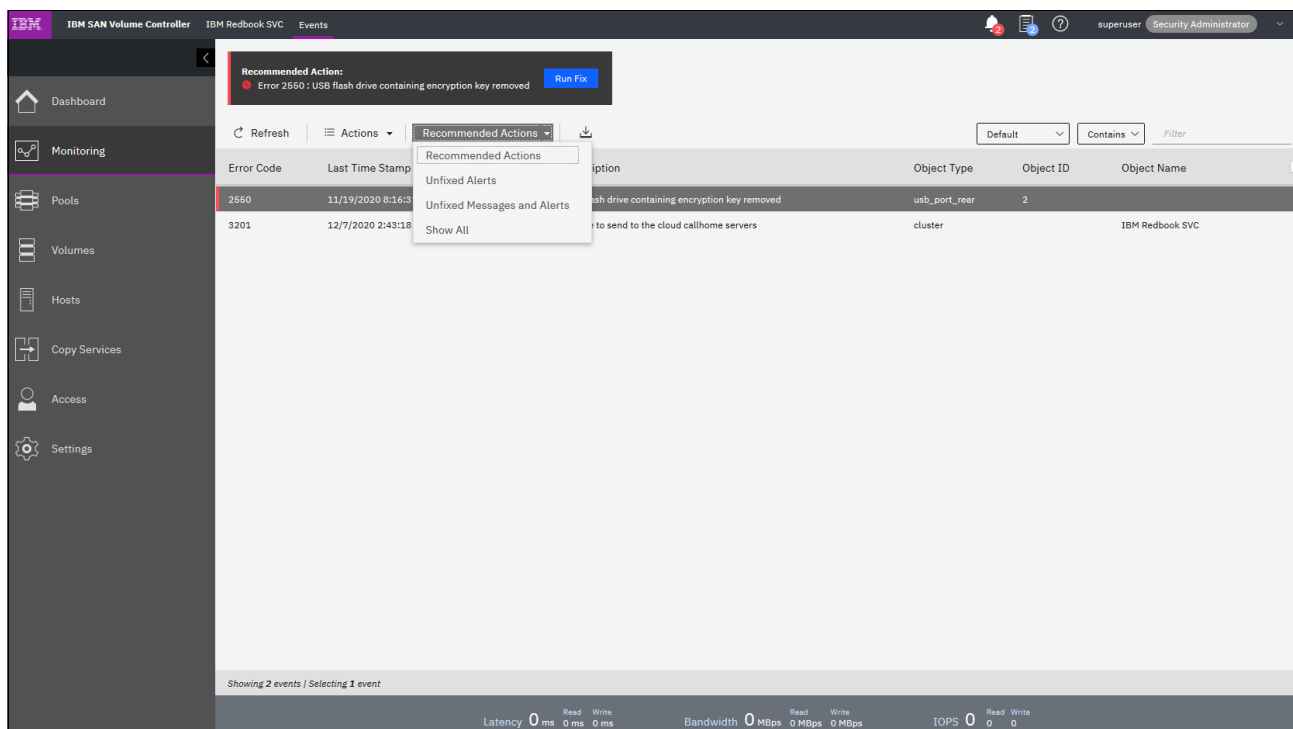 IBM IBM SAN Volume Controller IBM Redbook SVC Events 2 2 ? superuser Security Administrator
Recommended Action:
Error 2550 : USB flash drive containing encryption key removed Run Fix
Dashboard
Refresh Actions Recommended Actions Default Contains Filter
Monitoring
Recommended Actions
Error Code Last Time Stamp iption Object Type Object ID Object Name
Unfixed Alerts
Pools
2550 11/19/2020 8:16:3 ash drive containing encryption key removed usb_port_rear 2
Unfixed Messages and Alerts
3201 12/7/2020 2:43:18 to send to the cloud callhome servers cluster IBM Redbook SVC
Show All
Volumes
Hosts
Copy Services
Access
Settings
Showing 2 events / Selecting 1 event
Read Write Read Write Read Write
Latency 0 ms 0 ms 0 ms Bandwidth 0 MBps 0 MBps 0 MBps IOPS 0 0 0